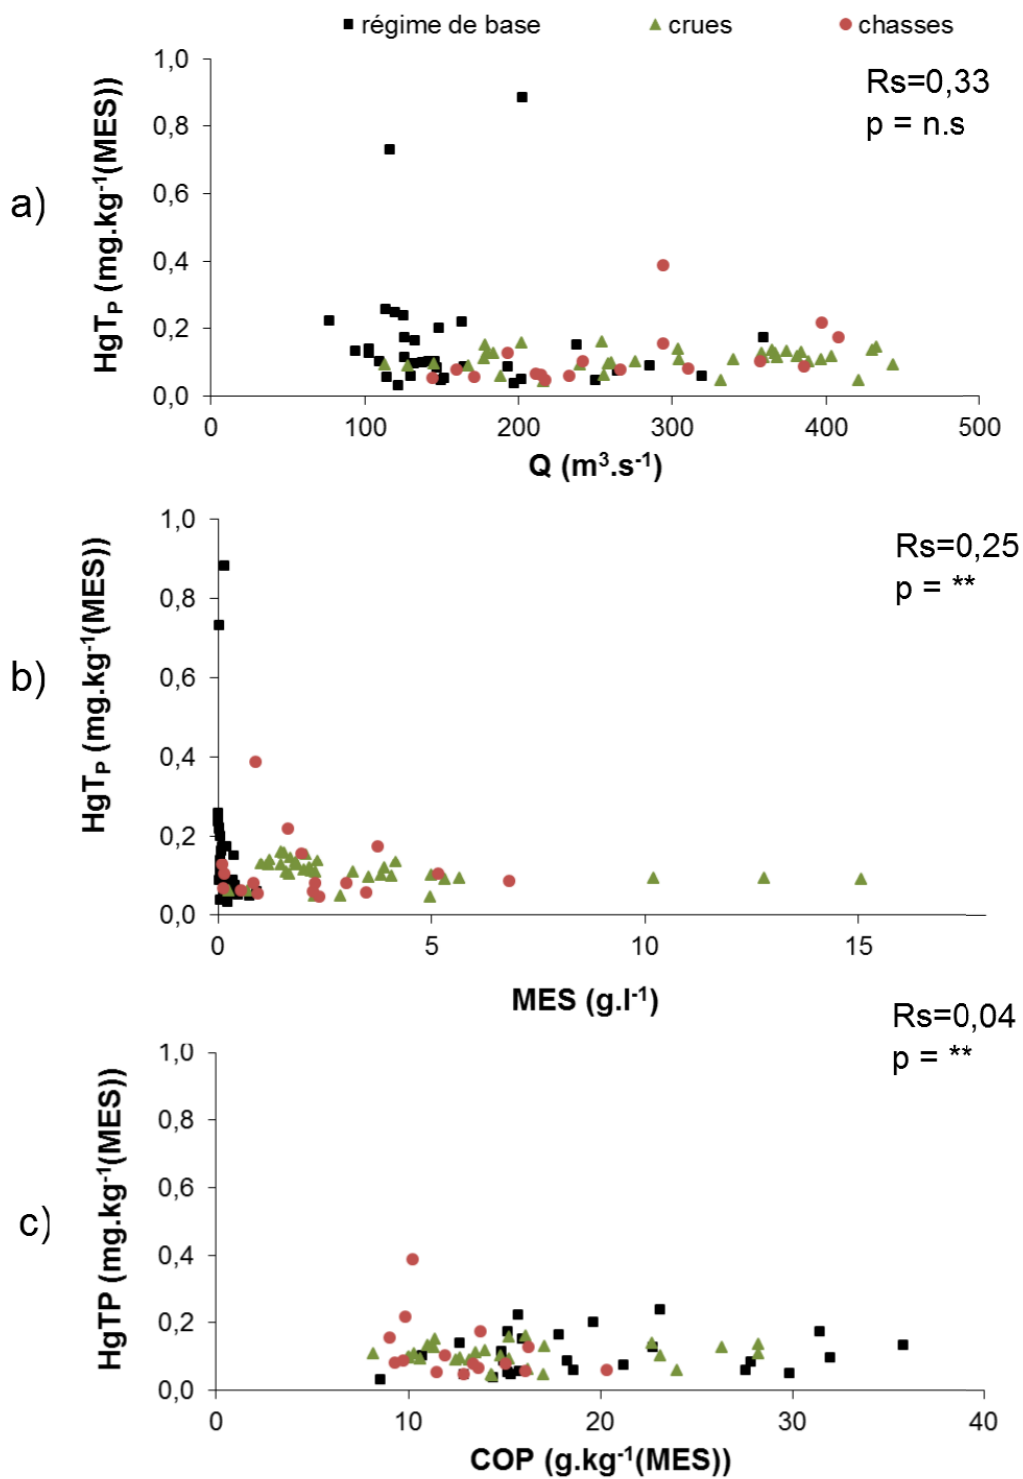 régime de base crues chasses
a)
HgT_P (mg.kg⁻¹(MES))
1,0
0,8
0,6
0,4
0,2
0,0
Rs=0,33
p = n.s
0 100 200 300 400 500
Q (m³.s⁻¹)
b)
HgT_P (mg.kg⁻¹(MES))
1,0
0,8
0,6
0,4
0,2
0,0
Rs=0,25
p = **
0 5 10 15
MES (g.l⁻¹)
c)
HgTP (mg.kg⁻¹(MES))
1,0
0,8
0,6
0,4
0,2
0,0
Rs=0,04
p = **
0 10 20 30 40
COP (g.kg⁻¹(MES))